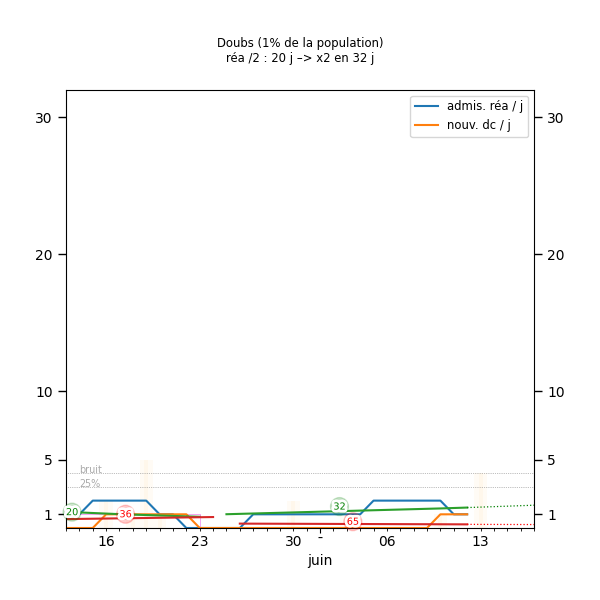 Doubs (1% de la population)
réa /2 : 20 j –> x2 en 32 j
admis. réa / j
nouv. dc / j
30 30
20 20
10 10
5 5
bruit
25%
1 1
20 36 32 65
16 23 30 - 06 13
juin